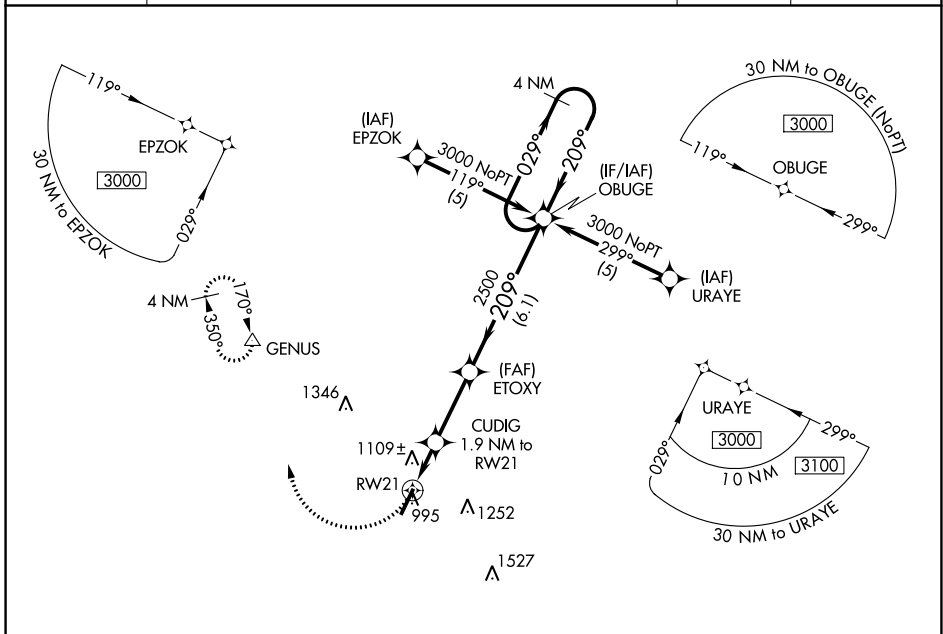 119°
EPZOK
3000
30 NM to EPZOK
029°
4 NM
170°
350°
GENUS
(IAF)
EPZOK
3000 NoPT
119°
(5)
4 NM
029°
209°
(IF/IAF)
OBUGE
3000 NoPT
299°
(5)
(IAF)
URAYE
2500
209°
(6.1)
(FAF)
ETOXY
CUDIG
1.9 NM to
RW21
1346
1109±
RW21
995
1252
1527
30 NM to OBUGE (NoPT)
3000
119°
OBUGE
299°
URAYE
3000
299°
029°
10 NM
3100
30 NM to URAYE